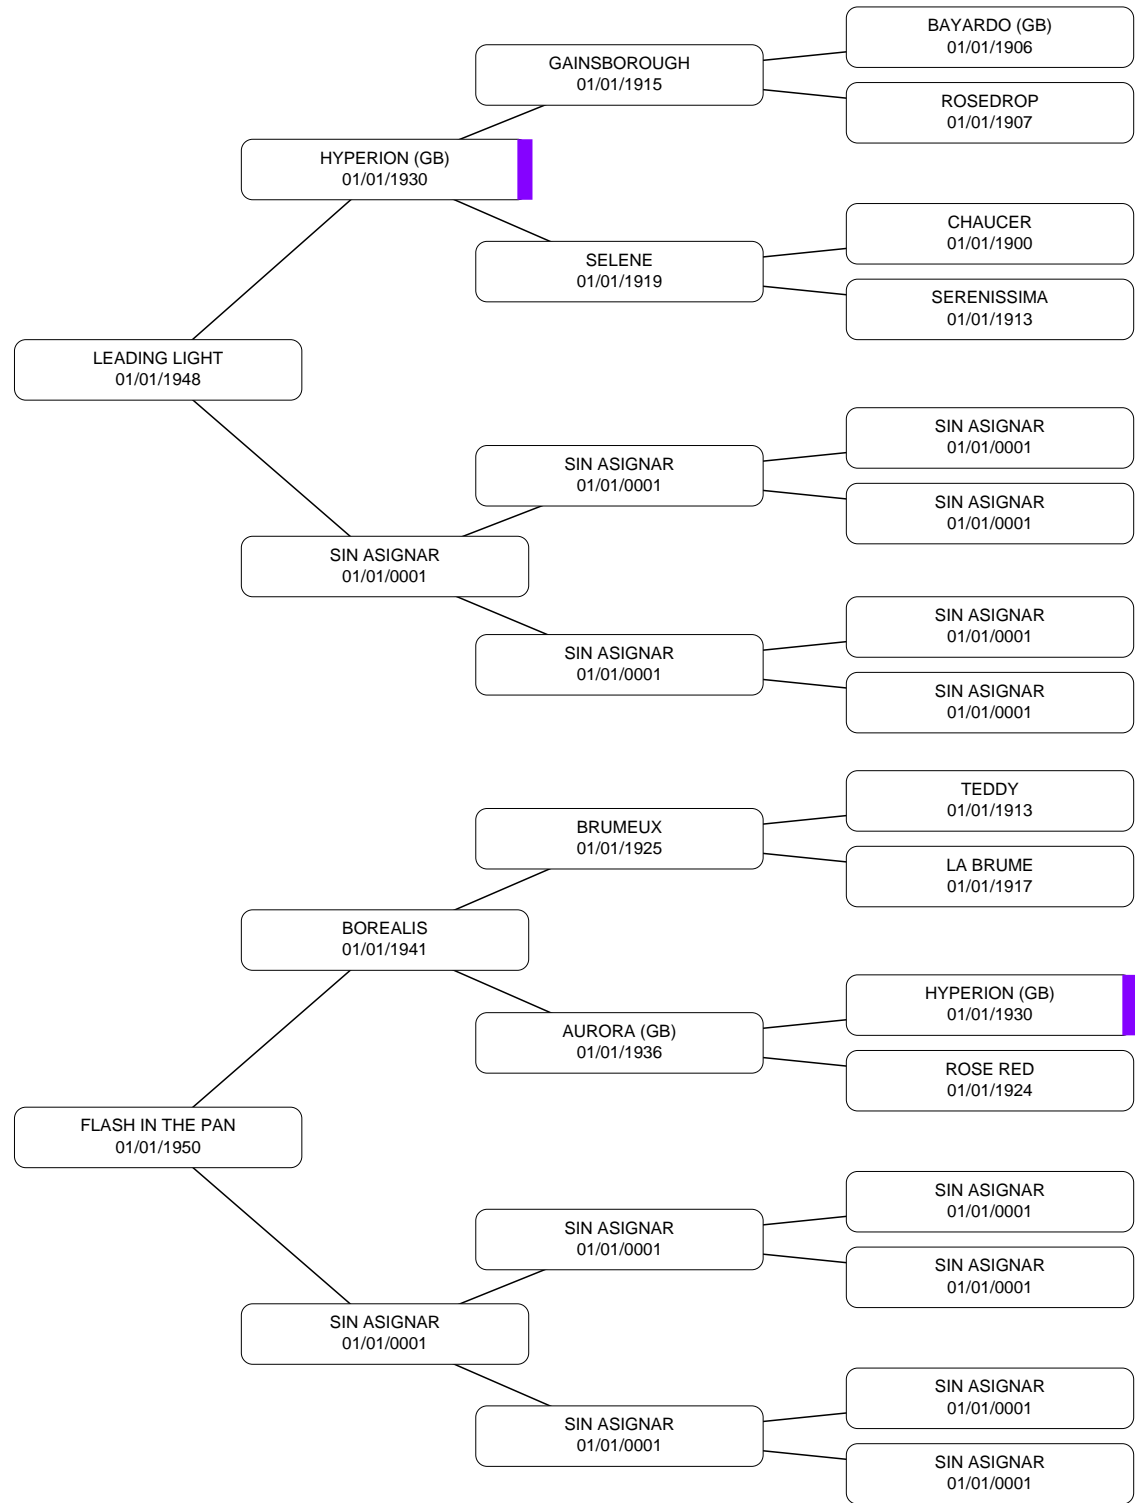 BAYARDO (GB)
01/01/1906
GAINSBOROUGH
01/01/1915
ROSEDROP
01/01/1907
HYPERION (GB)
01/01/1930
CHAUCER
01/01/1900
SELENE
01/01/1919
SERENISSIMA
01/01/1913
LEADING LIGHT
01/01/1948
SIN ASIGNAR
01/01/0001
SIN ASIGNAR
01/01/0001
SIN ASIGNAR
01/01/0001
SIN ASIGNAR
01/01/0001
SIN ASIGNAR
01/01/0001
SIN ASIGNAR
01/01/0001
SIN ASIGNAR
01/01/0001
TEDDY
01/01/1913
BRUMEUX
01/01/1925
LA BRUME
01/01/1917
BOREALIS
01/01/1941
HYPERION (GB)
01/01/1930
AURORA (GB)
01/01/1936
ROSE RED
01/01/1924
FLASH IN THE PAN
01/01/1950
SIN ASIGNAR
01/01/0001
SIN ASIGNAR
01/01/0001
SIN ASIGNAR
01/01/0001
SIN ASIGNAR
01/01/0001
SIN ASIGNAR
01/01/0001
SIN ASIGNAR
01/01/0001
SIN ASIGNAR
01/01/0001